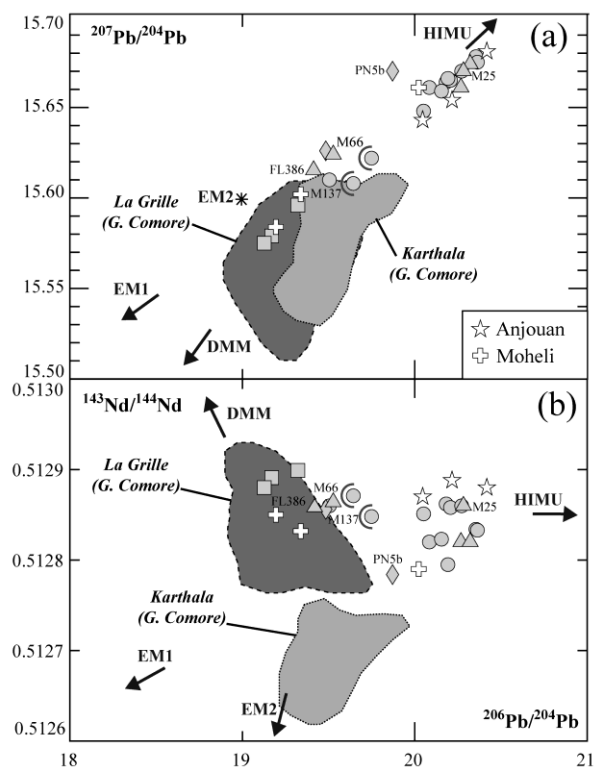 15.70
15.65
15.60
15.55
15.50
²⁰⁷Pb/²⁰⁴Pb
HIMU
(a)
PN5b
M25
M66
FL386
M137
EM2
La Grille
(G. Comore)
Karthala
(G. Comore)
EM1
DMM
Anjouan
Moheli
0.5130
0.5129
0.5128
0.5127
0.5126
¹⁴³Nd/¹⁴⁴Nd
DMM
(b)
La Grille
(G. Comore)
M66
FL386
M137
M25
HIMU
PN5b
Karthala
(G. Comore)
EM1
EM2
²⁰⁶Pb/²⁰⁴Pb
18
19
20
21